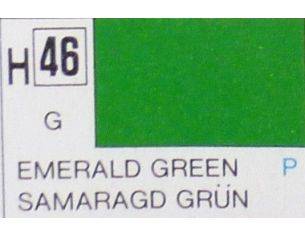 H 46
G
EMERALD GREEN P
SAMARAGD GRÜN